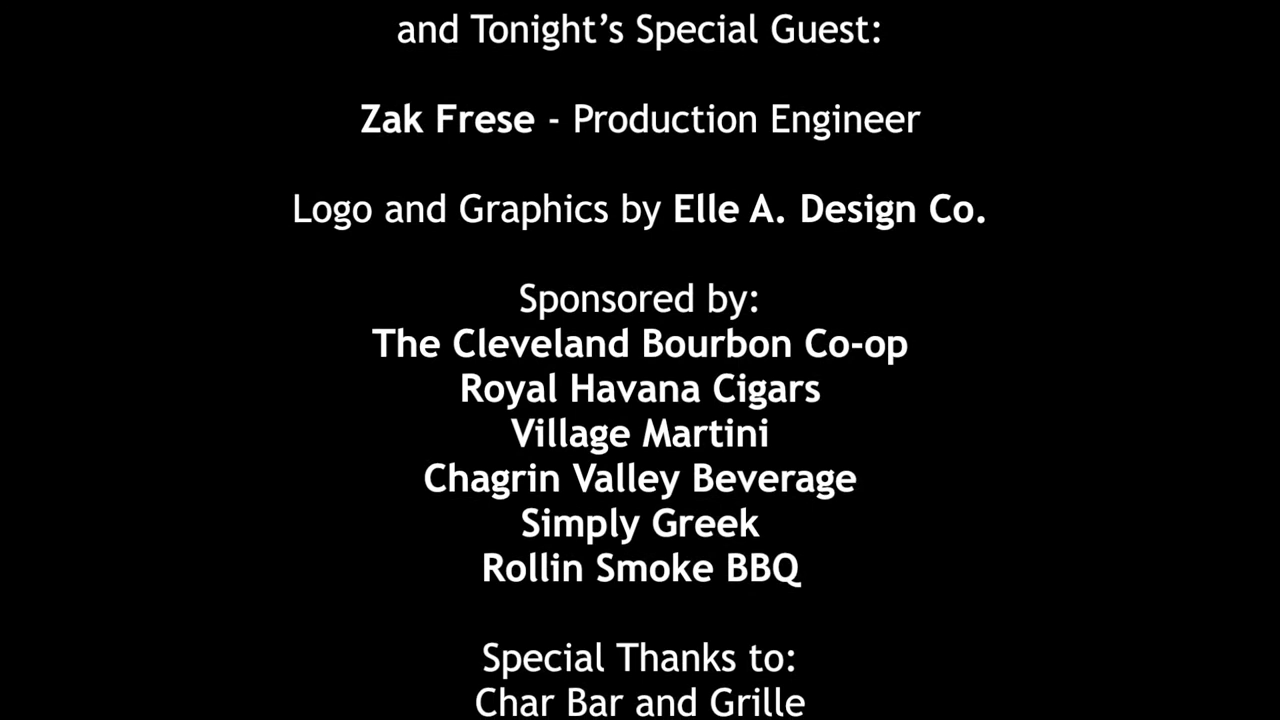 and Tonight’s Special Guest:
Zak Frese - Production Engineer
Logo and Graphics by Elle A. Design Co.
Sponsored by:
The Cleveland Bourbon Co-op
Royal Havana Cigars
Village Martini
Chagrin Valley Beverage
Simply Greek
Rollin Smoke BBQ
Special Thanks to:
Char Bar and Grille